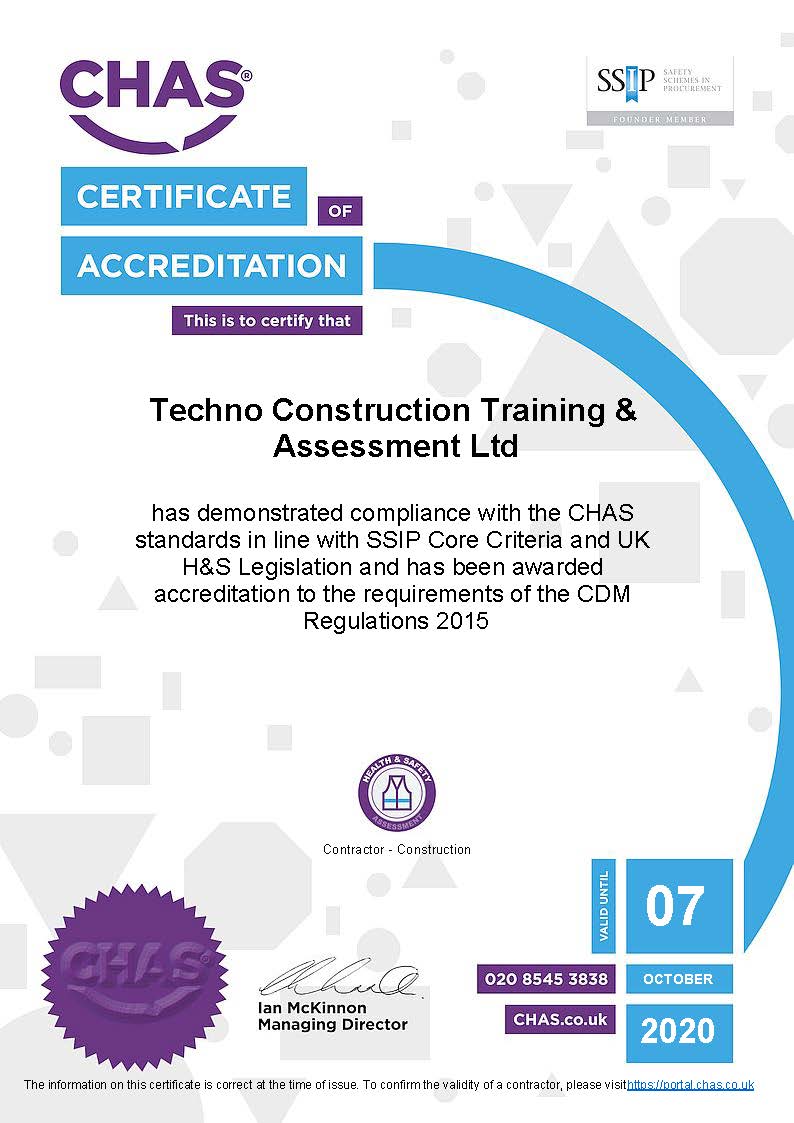 CHAS®
SSIP
SAFETY
SCHEMES IN
PROCUREMENT
FOUNDER MEMBER
CERTIFICATE
OF
ACCREDITATION
This is to certify that
Techno Construction Training &
Assessment Ltd
has demonstrated compliance with the CHAS
standards in line with SSIP Core Criteria and UK
H&S Legislation and has been awarded
accreditation to the requirements of the CDM
Regulations 2015
HEALTH & SAFETY
ASSESSMENT
Contractor - Construction
VALID UNTIL
07
OCTOBER
2020
CHAS®
Ian McKinnon
Managing Director
020 8545 3838
CHAS.co.uk
The information on this certificate is correct at the time of issue. To confirm the validity of a contractor, please visithttps://portal.chas.co.uk